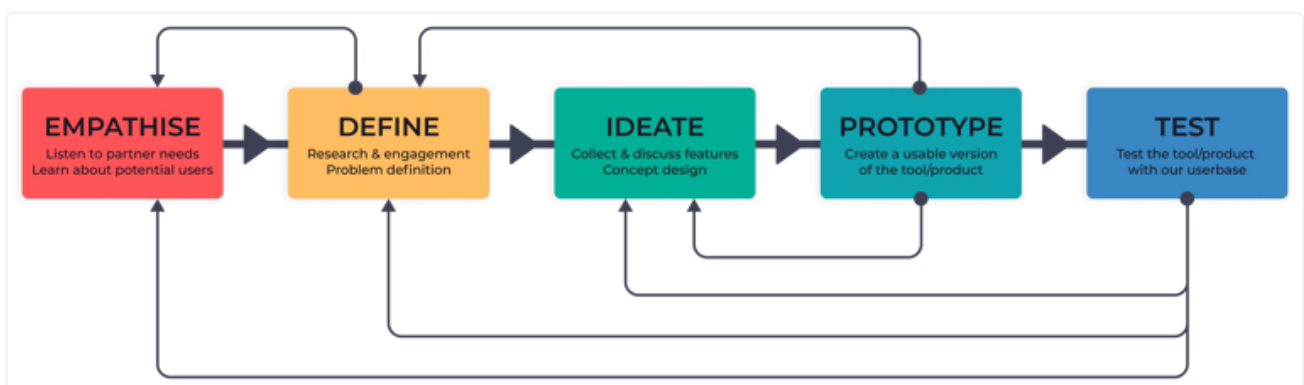 EMPATHISE
Listen to partner needs
Learn about potential users
DEFINE
Research & engagement
Problem definition
IDEATE
Collect & discuss features
Concept design
PROTOTYPE
Create a usable version
of the tool/product
TEST
Test the tool/product
with our userbase